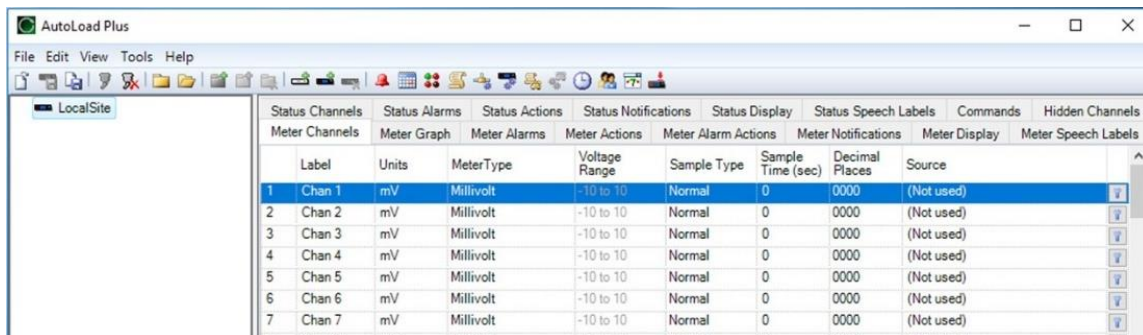 AutoLoad Plus
File Edit View Tools Help
LocalSite
Status Channels Status Alarms Status Actions Status Notifications Status Display Status Speech Labels Commands Hidden Channels
Meter Channels Meter Graph Meter Alarms Meter Actions Meter Alarm Actions Meter Notifications Meter Display Meter Speech Labels
Label Units MeterType Voltage Range Sample Type Sample Time (sec) Decimal Places Source
1 Chan 1 mV Millivolt -10 to 10 Normal 0 0000 (Not used)
2 Chan 2 mV Millivolt -10 to 10 Normal 0 0000 (Not used)
3 Chan 3 mV Millivolt -10 to 10 Normal 0 0000 (Not used)
4 Chan 4 mV Millivolt -10 to 10 Normal 0 0000 (Not used)
5 Chan 5 mV Millivolt -10 to 10 Normal 0 0000 (Not used)
6 Chan 6 mV Millivolt -10 to 10 Normal 0 0000 (Not used)
7 Chan 7 mV Millivolt -10 to 10 Normal 0 0000 (Not used)